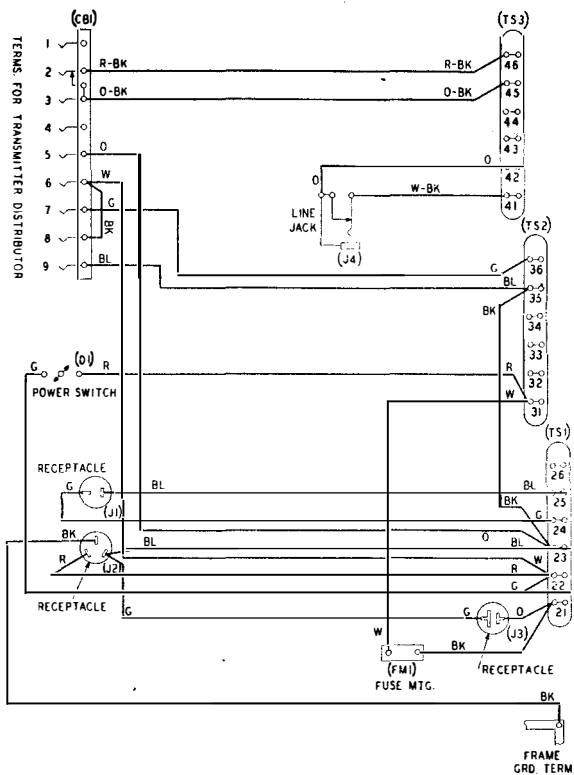 (CB1)
(TS3)
TERMS. FOR TRANSMITTER DISTRIBUTOR
1
2
R-BK
R-BK
46
3
O-BK
O-BK
45
4
44
43
5
O
O
42
6
W
O
W-BK
41
7
G
LINE
JACK
BK
8
(J4)
(TS2)
9
BL
G
36
BL
35
BK
34
33
G
(D1)
R
R
32
POWER SWITCH
W
31
(TS1)
26
RECEPTACLE
G
BL
BL
25
(J1)
BK
G
24
BK
O
BL
BL
23
R
(J2)
W
R
22
RECEPTACLE
G
G
G
O
21
(J3)
W
BK
(FM1)
RECEPTACLE
FUSE MTG.
BK
FRAME
GRD. TERM